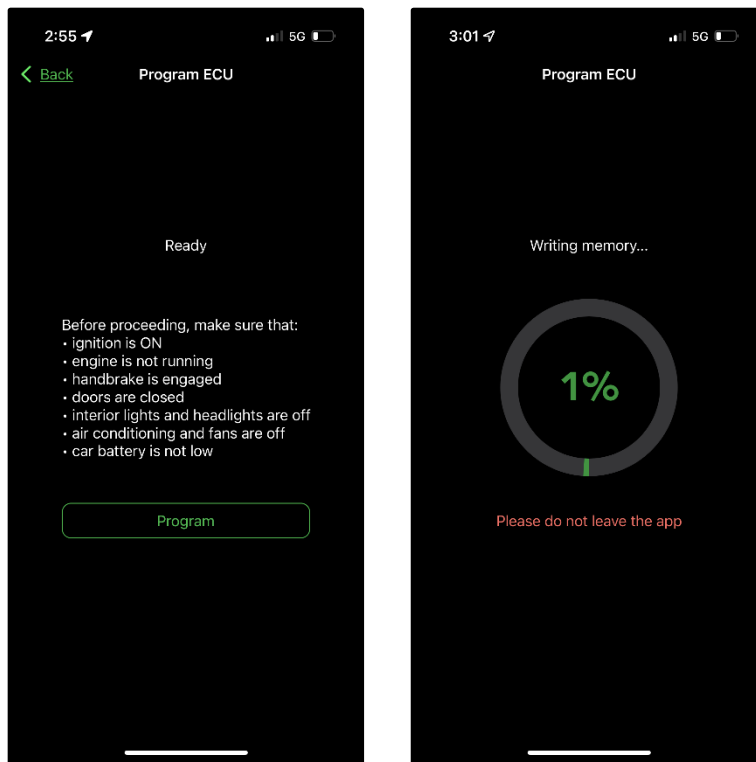 2:55
5G
Back
Program ECU
Ready
Before proceeding, make sure that:
• ignition is ON
• engine is not running
• handbrake is engaged
• doors are closed
• interior lights and headlights are off
• air conditioning and fans are off
• car battery is not low
Program
3:01
5G
Program ECU
Writing memory...
1%
Please do not leave the app